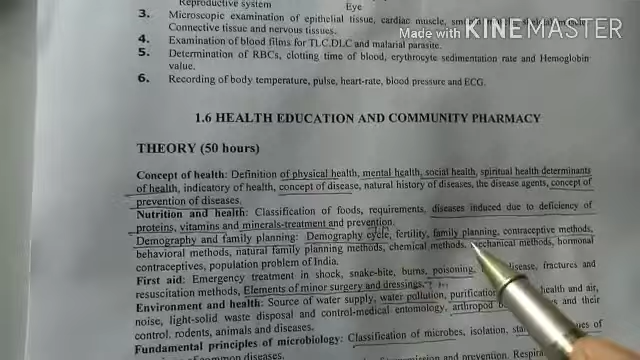 Reproductive system Eye
3. Microscopic examination of epithelial tissue, cardiac muscle, skeletal muscle
Connective tissue and nervous tissues.
Made with KINEMASTER
4. Examination of blood films for TLC.DLC and malarial parasite.
5. Determination of RBCs, clotting time of blood, erythrocyte sedimentation rate and Hemoglobin
value.
6. Recording of body temperature, pulse, heart-rate, blood pressure and ECG.
1.6 HEALTH EDUCATION AND COMMUNITY PHARMACY
THEORY (50 hours)
Concept of health: Definition of physical health, mental health, social health, spiritual health determinants
of health, indicatory of health, concept of disease, natural history of diseases, the disease agents, concept of
prevention of diseases.
Nutrition and health: Classification of foods, requirements, diseases induced due to deficiency of
proteins, vitamins and minerals-treatment and prevention.
Demography and family planning: Demography cycle, fertility, family planning, contraceptive methods,
behavioral methods, natural family planning methods, chemical methods, mechanical methods, hormonal
contraceptives, population problem of India.
First aid: Emergency treatment in shock, snake-bite, burns, poisoning, disease, fractures and
resuscitation methods, Elements of minor surgery and dressings.
Environment and health: Source of water supply, water pollution, purification health and air,
noise, light-solid waste disposal and control-medical entomology, arthropod and their
control, rodents, animals and diseases.
Fundamental principles of microbiology: Classification of microbes, isolation, of
of common diseases. and prevention.